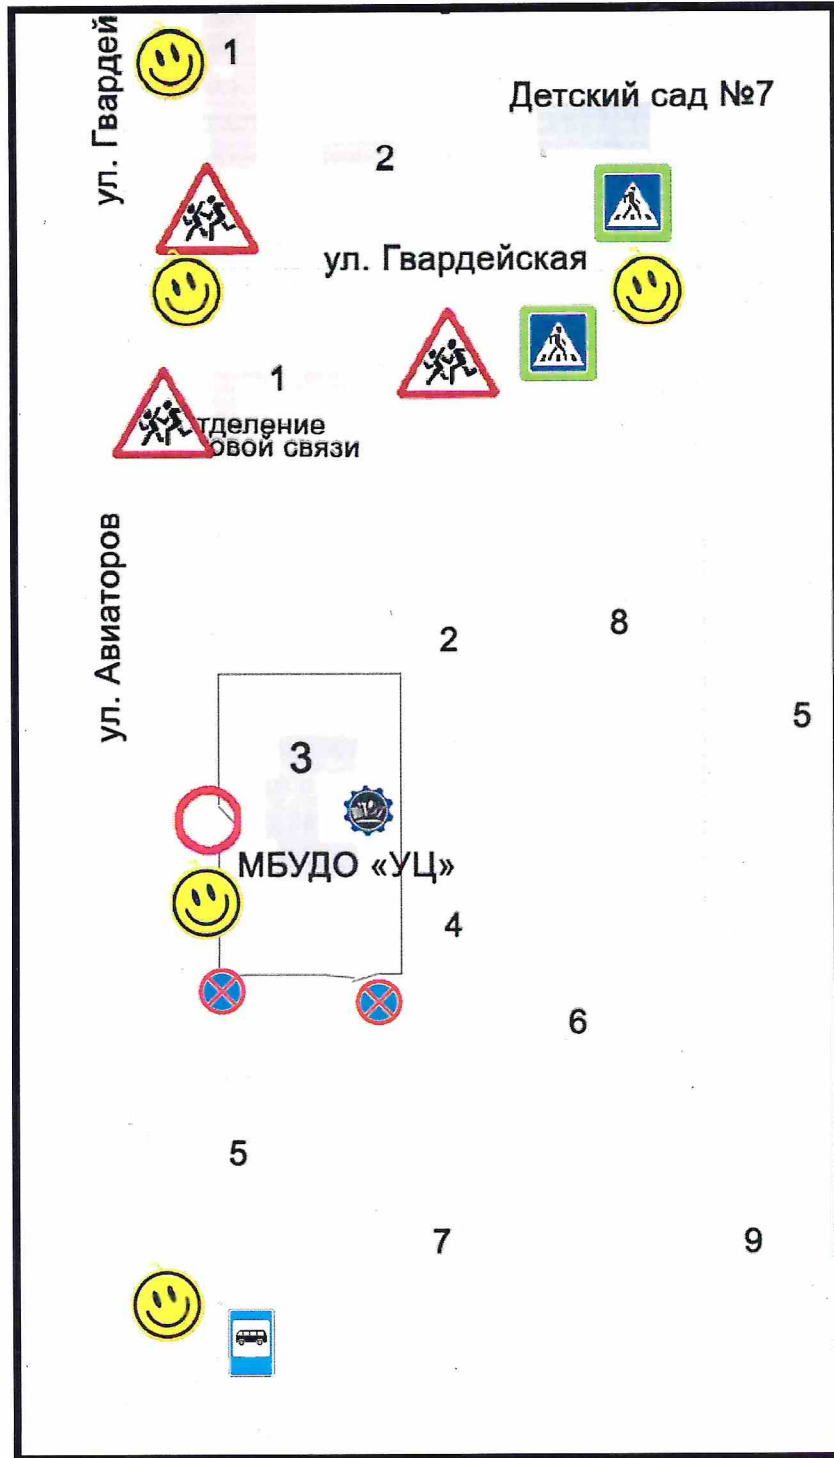 ул. Гвардей
1
Детский сад №7
2
ул. Гвардейская
1
тделение
овой связи
ул. Авиаторов
2
8
5
3
МБУДО «УЦ»
4
6
5
7
9